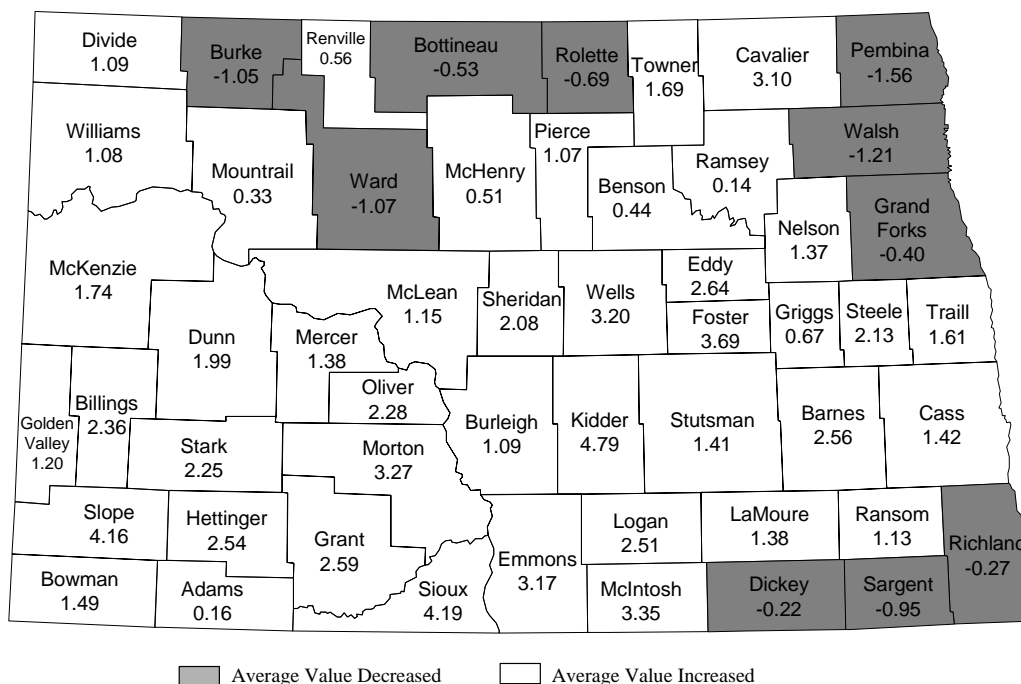 Divide
1.09
Burke
-1.05
Renville
0.56
Bottineau
-0.53
Rolette
-0.69
Towner
1.69
Cavalier
3.10
Pembina
-1.56
Williams
1.08
Mountrail
0.33
Ward
-1.07
McHenry
0.51
Pierce
1.07
Benson
0.44
Ramsey
0.14
Walsh
-1.21
Nelson
1.37
Grand
Forks
-0.40
McKenzie
1.74
Dunn
1.99
Mercer
1.38
McLean
1.15
Sheridan
2.08
Wells
3.20
Eddy
2.64
Foster
3.69
Griggs
0.67
Steele
2.13
Traill
1.61
Golden
Valley
1.20
Billings
2.36
Stark
2.25
Oliver
2.28
Morton
3.27
Burleigh
1.09
Kidder
4.79
Stutsman
1.41
Barnes
2.56
Cass
1.42
Slope
4.16
Hettinger
2.54
Grant
2.59
Emmons
3.17
Logan
2.51
LaMoure
1.38
Ransom
1.13
Richland
-0.27
Bowman
1.49
Adams
0.16
Sioux
4.19
McIntosh
3.35
Dickey
-0.22
Sargent
-0.95
Average Value Decreased
Average Value Increased